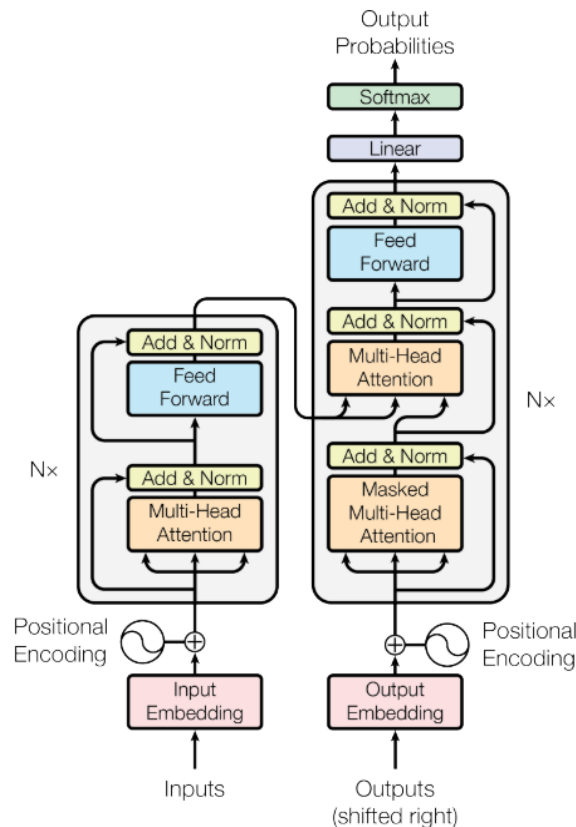 Output
Probabilities
Softmax
Linear
Add & Norm
Feed
Forward
Add & Norm
Multi-Head
Attention
Add & Norm
Masked
Multi-Head
Attention
N×
Add & Norm
Feed
Forward
Add & Norm
Multi-Head
Attention
N×
Positional
Encoding
Input
Embedding
Inputs
Positional
Encoding
Output
Embedding
Outputs
(shifted right)